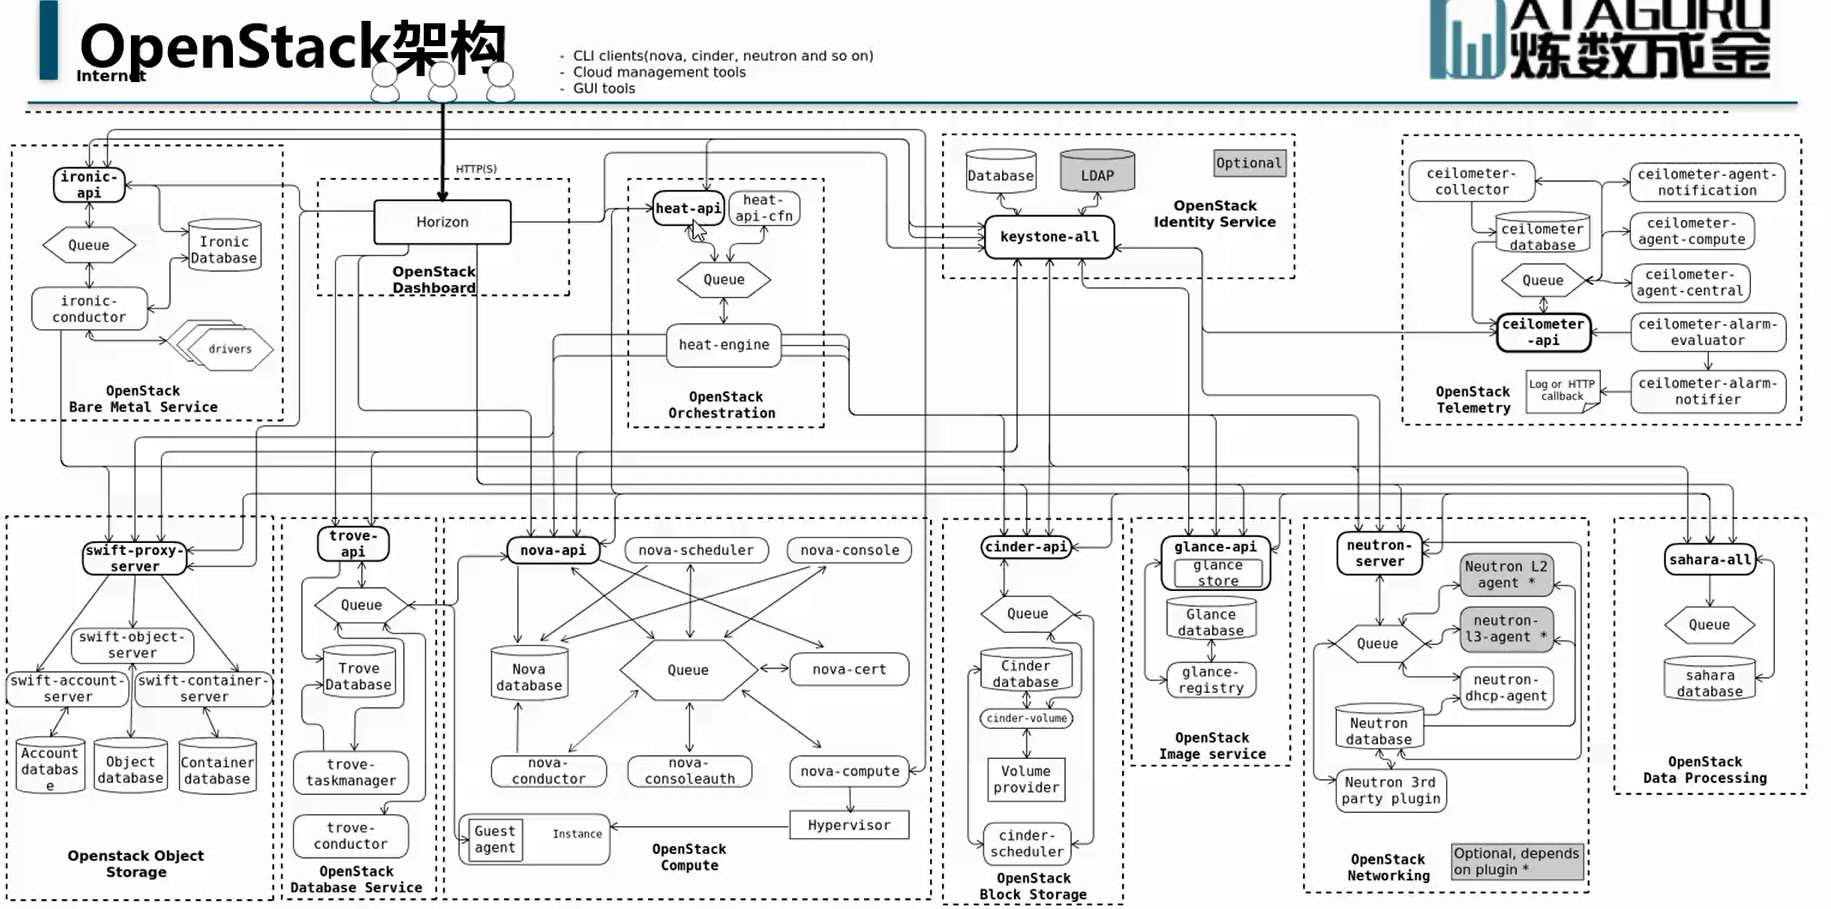 OpenStack架构
ATAGURU
炼数成金
Internet
- CLI clients(nova, cinder, neutron and so on)
- Cloud management tools
- GUI tools
HTTP(S)
ironic-
api
Queue
Ironic
Database
ironic-
conductor
drivers
OpenStack
Bare Metal Service
Horizon
OpenStack
Dashboard
heat-api
heat-
api-cfn
Queue
heat-engine
OpenStack
Orchestration
Database
LDAP
Optional
OpenStack
Identity Service
keystone-all
ceilometer-
collector
ceilometer-agent-
notification
ceilometer
database
ceilometer-
agent-compute
Queue
ceilometer-
agent-central
ceilometer
-api
ceilometer-alarm-
evaluator
Log or HTTP
callback
ceilometer-alarm-
notifier
OpenStack
Telemetry
swift-proxy-
server
swift-object-
server
swift-account-
server
swift-container-
server
Account
databas
e
Object
database
Container
database
Openstack Object
Storage
trove-
api
Queue
Trove
Database
trove-
taskmanager
trove-
conductor
OpenStack
Database Service
nova-api
nova-scheduler
nova-console
Nova
database
Queue
nova-cert
nova-
conductor
nova-
consoleauth
nova-compute
Guest
agent
Instance
Hypervisor
OpenStack
Compute
cinder-api
Queue
Cinder
database
cinder-volume
Volume
provider
cinder-
scheduler
OpenStack
Block Storage
glance-api
glance
store
Glance
database
glance-
registry
OpenStack
Image service
neutron-
server
Neutron L2
agent *
neutron-
l3-agent *
Queue
neutron-
dhcp-agent
Neutron
database
Neutron 3rd
party plugin
OpenStack
Networking
Optional, depends
on plugin *
sahara-all
Queue
sahara
database
OpenStack
Data Processing